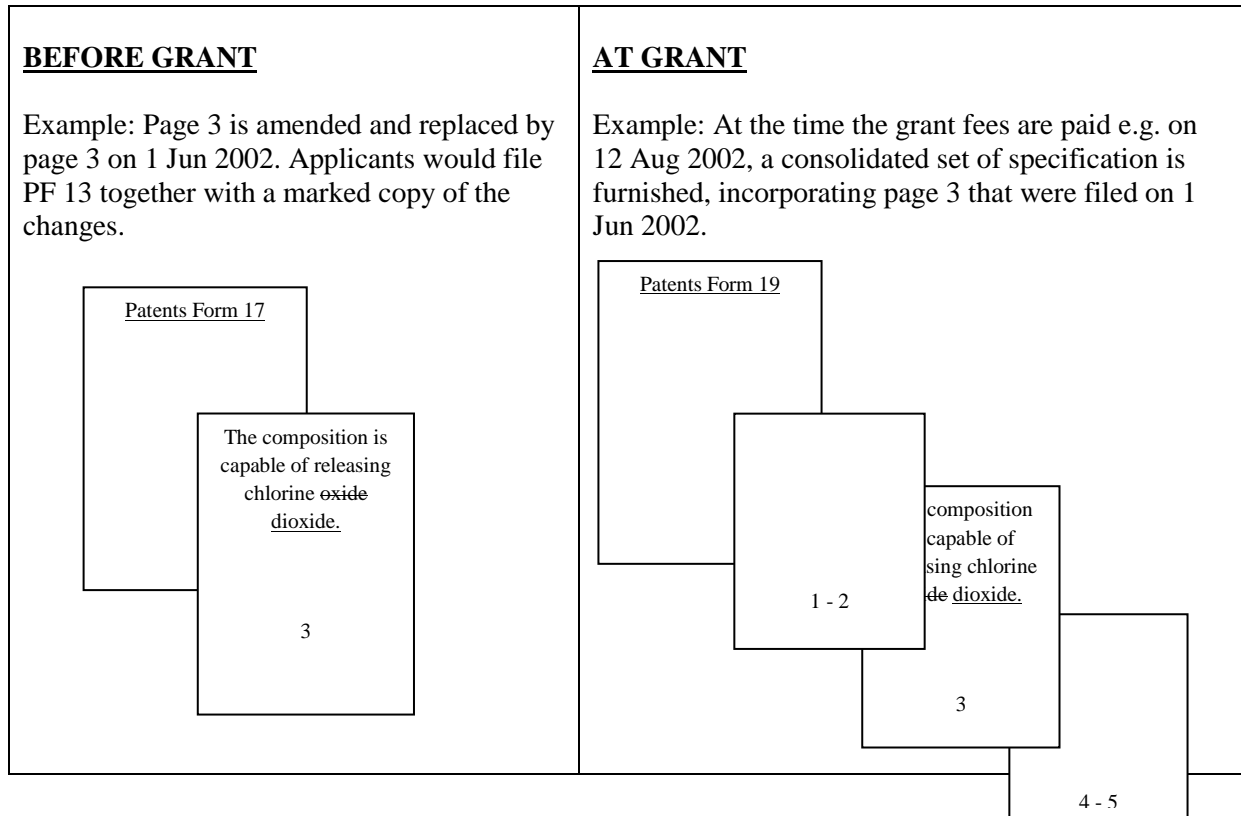 BEFORE GRANT
Example: Page 3 is amended and replaced by
page 3 on 1 Jun 2002. Applicants would file
PF 13 together with a marked copy of the
changes.
Patents Form 17
The composition is
capable of releasing
chlorine oxide
dioxide.
3
AT GRANT
Example: At the time the grant fees are paid e.g. on
12 Aug 2002, a consolidated set of specification is
furnished, incorporating page 3 that were filed on 1
Jun 2002.
Patents Form 19
1 - 2
composition
capable of
sing chlorine
de dioxide.
3
4 - 5